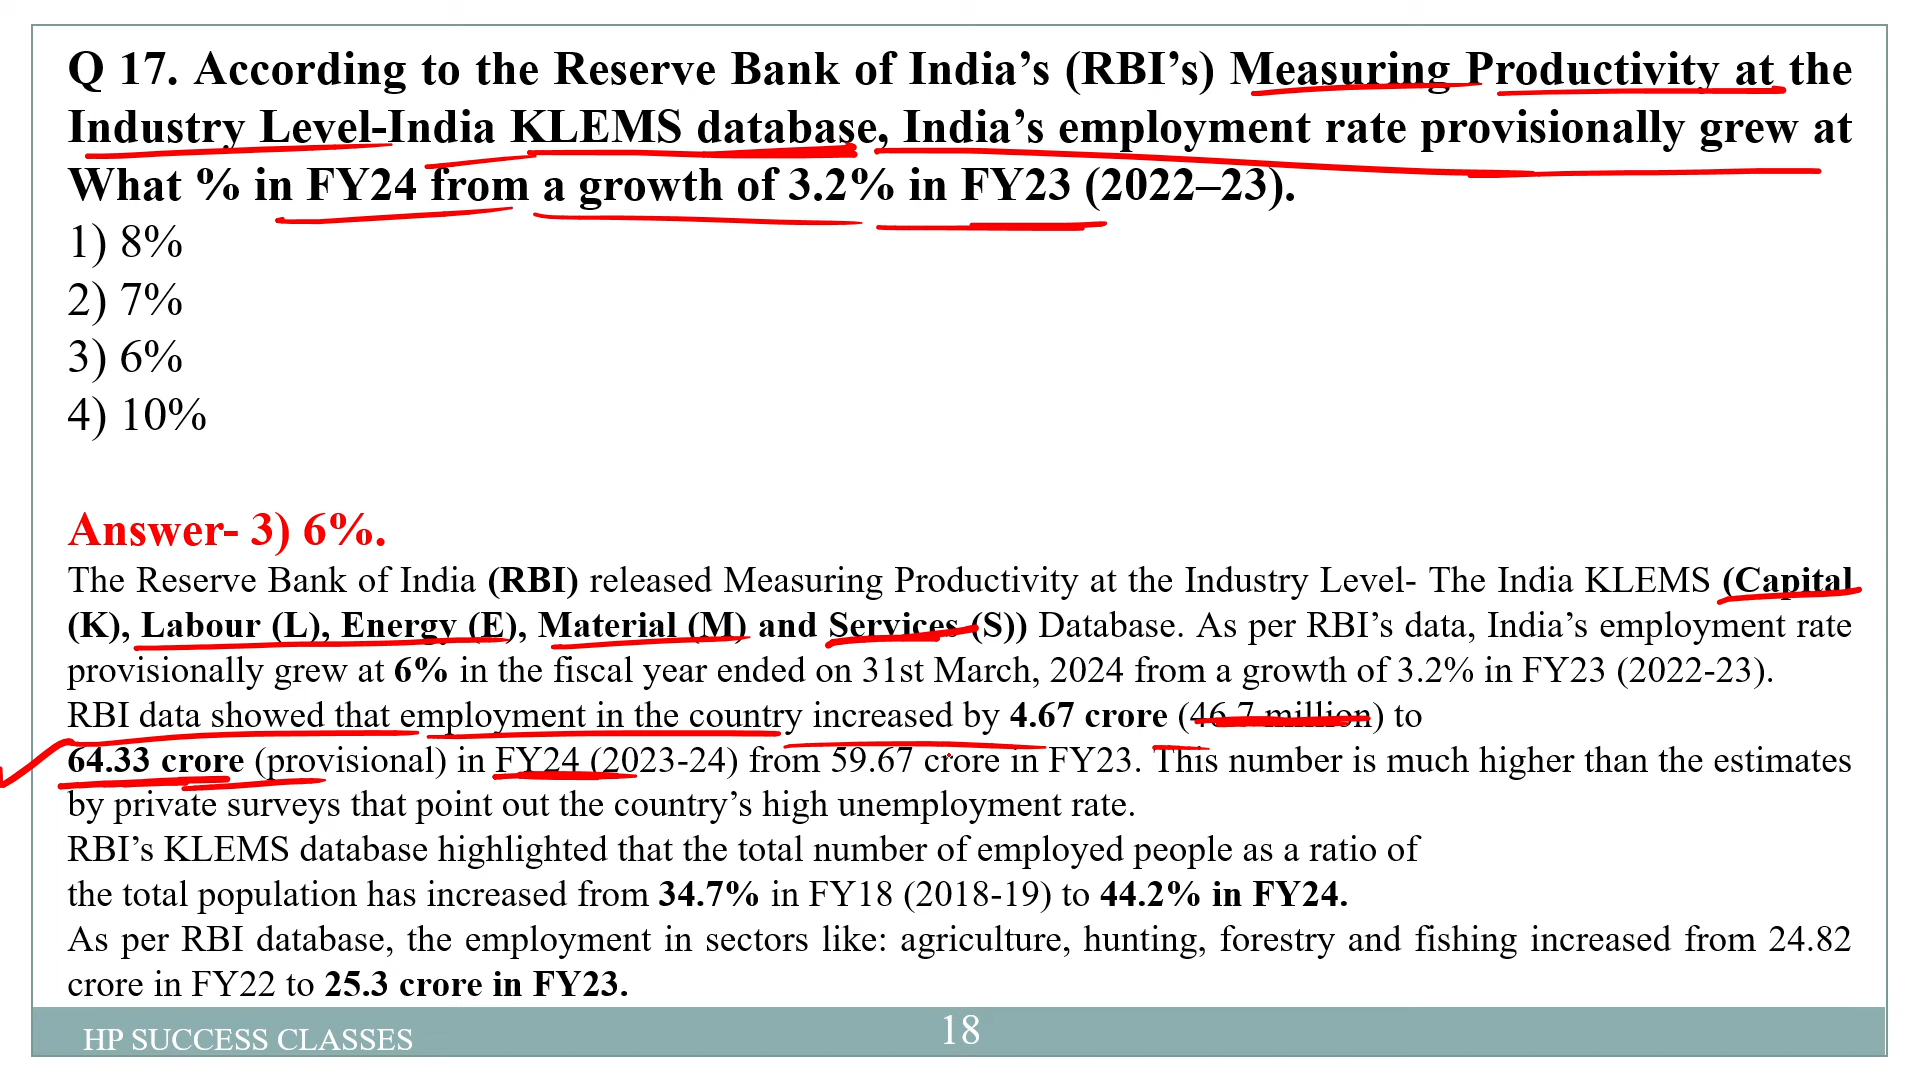 Q 17. According to the Reserve Bank of India’s (RBI’s) Measuring Productivity at the
Industry Level-India KLEMS database, India’s employment rate provisionally grew at
What % in FY24 from a growth of 3.2% in FY23 (2022–23).
1) 8%
2) 7%
3) 6%
4) 10%
Answer- 3) 6%.
The Reserve Bank of India (RBI) released Measuring Productivity at the Industry Level- The India KLEMS (Capital
(K), Labour (L), Energy (E), Material (M) and Services (S)) Database. As per RBI’s data, India’s employment rate
provisionally grew at 6% in the fiscal year ended on 31st March, 2024 from a growth of 3.2% in FY23 (2022-23).
RBI data showed that employment in the country increased by 4.67 crore (46.7 million) to
64.33 crore (provisional) in FY24 (2023-24) from 59.67 crore in FY23. This number is much higher than the estimates
by private surveys that point out the country’s high unemployment rate.
RBI’s KLEMS database highlighted that the total number of employed people as a ratio of
the total population has increased from 34.7% in FY18 (2018-19) to 44.2% in FY24.
As per RBI database, the employment in sectors like: agriculture, hunting, forestry and fishing increased from 24.82
crore in FY22 to 25.3 crore in FY23.
HP SUCCESS CLASSES
18